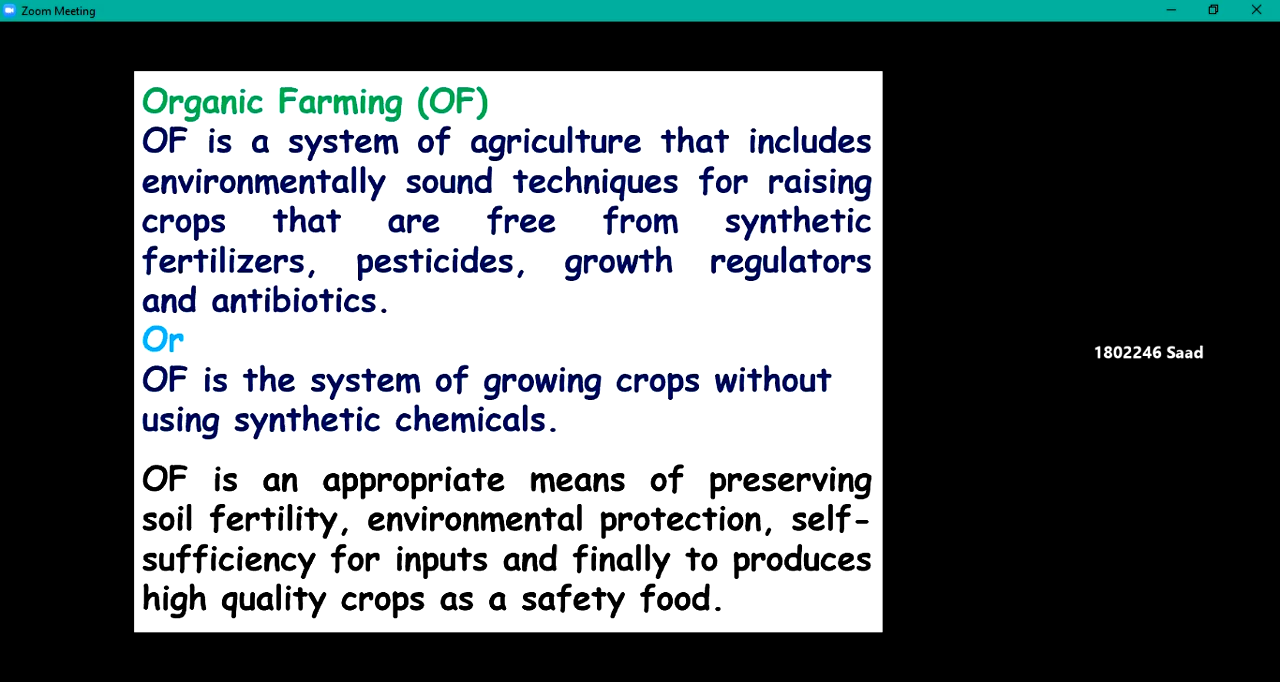 Zoom Meeting
Organic Farming (OF)
OF is a system of agriculture that includes
environmentally sound techniques for raising
crops that are free from synthetic
fertilizers, pesticides, growth regulators
and antibiotics.
Or
OF is the system of growing crops without
using synthetic chemicals.
OF is an appropriate means of preserving
soil fertility, environmental protection, self-
sufficiency for inputs and finally to produces
high quality crops as a safety food.
1802246 Saad